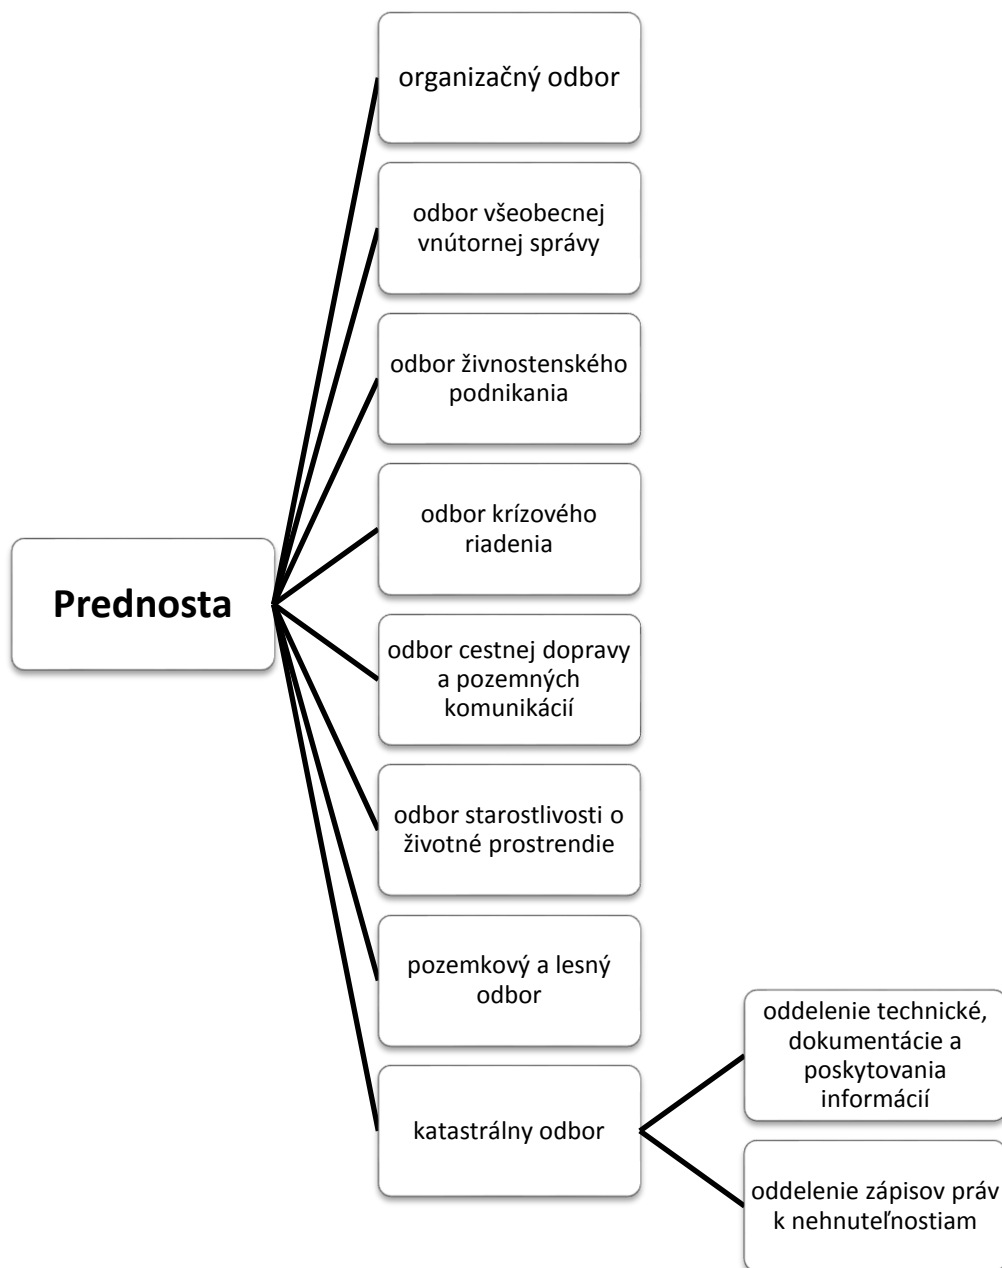 organizačný odbor
odbor všeobecnej
vnútornej správy
odbor živnostenského
podnikania
odbor krízového
riadenia
Prednosta
odbor cestnej dopravy
a pozemných
komunikácií
odbor starostlivosti o
životné prostrendie
pozemkový a lesný
odbor
katastrálny odbor
oddelenie technické,
dokumentácie a
poskytovania
informácií
oddelenie zápisov práv
k nehnuteľnostiam